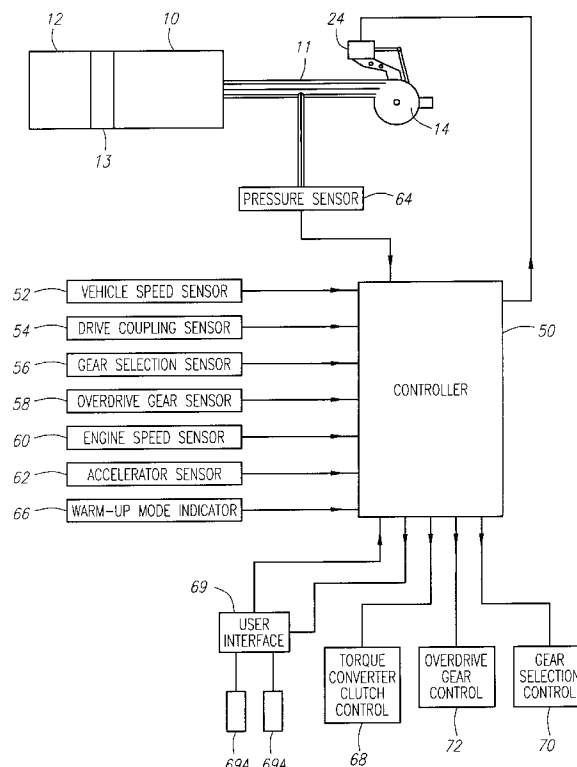 12
10
11
24
13
14
PRESSURE SENSOR
64
52
VEHICLE SPEED SENSOR
54
DRIVE COUPLING SENSOR
50
56
GEAR SELECTION SENSOR
CONTROLLER
58
OVERDRIVE GEAR SENSOR
60
ENGINE SPEED SENSOR
62
ACCELERATOR SENSOR
66
WARM-UP MODE INDICATOR
69
USER
INTERFACE
TORQUE
CONVERTER
CLUTCH
CONTROL
OVERDRIVE
GEAR
CONTROL
GEAR
SELECTION
CONTROL
69A
69A
68
72
70